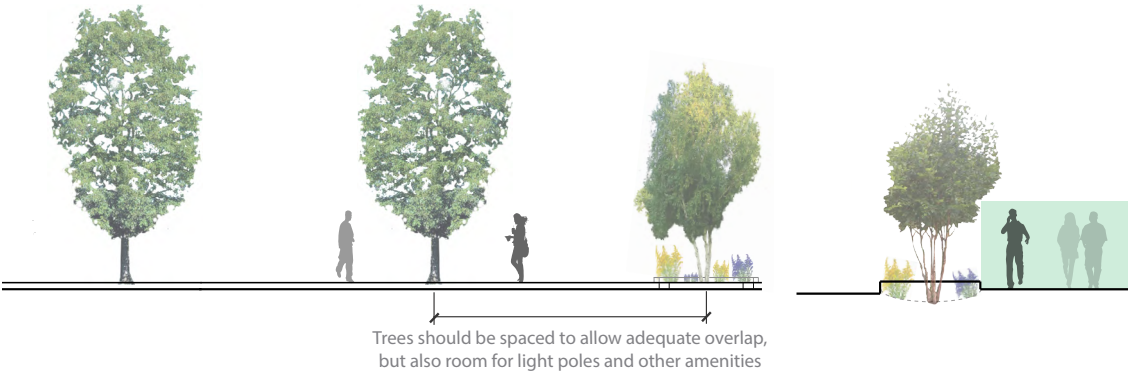 Trees should be spaced to allow adequate overlap,
but also room for light poles and other amenities